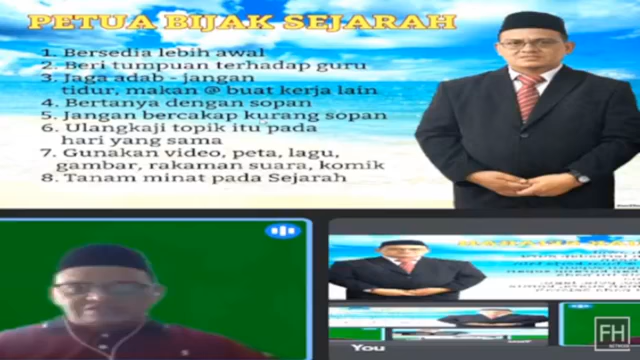 PETUA BIJAK SEJARAH
1. Bersedia lebih awal
2. Beri tumpuan terhadap guru
3. Jaga adab - jangan
tidur, makan @ buat kerja lain
4. Bertanya dengan sopan
5. Jangan bercakap kurang sopan
6. Ulangkaji topik itu pada
hari yang sama
7. Gunakan video, peta, lagu,
gambar, rakaman suara, komik
8. Tanam minat pada Sejarah
You
FH